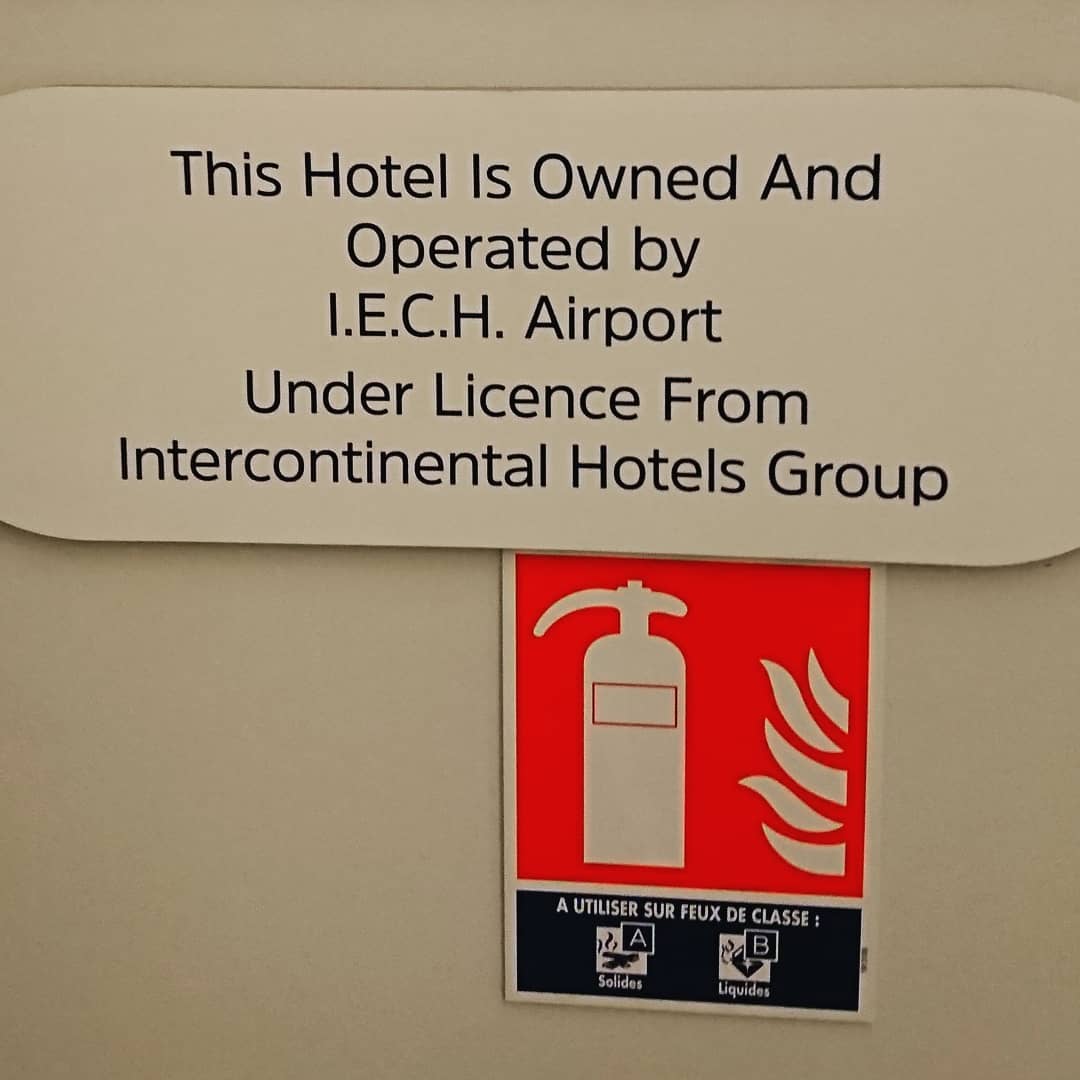 This Hotel Is Owned And
Operated by
I.E.C.H. Airport
Under Licence From
Intercontinental Hotels Group
A UTILISER SUR FEUX DE CLASSE :
A B
Solides Liquides